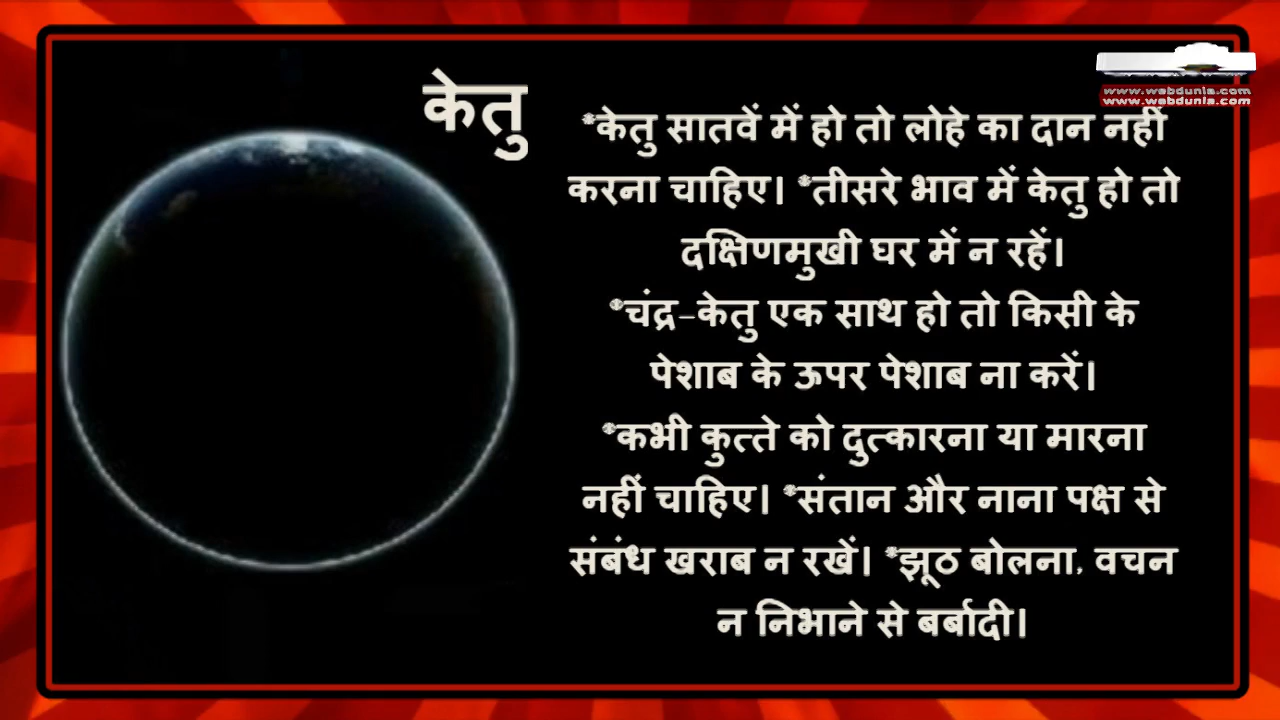 केतु
www.webdunia.com
www.webdunia.com
*केतु सातवें में हो तो लोहे का दान नहीं
करना चाहिए। *तीसरे भाव में केतु हो तो
दक्षिणमुखी घर में न रहें।
*चंद्र-केतु एक साथ हो तो किसी के
पेशाब के ऊपर पेशाब ना करें।
*कभी कुत्ते को दुत्कारना या मारना
नहीं चाहिए। *संतान और नाना पक्ष से
संबंध खराब न रखें। *झूठ बोलना, वचन
न निभाने से बर्बादी।